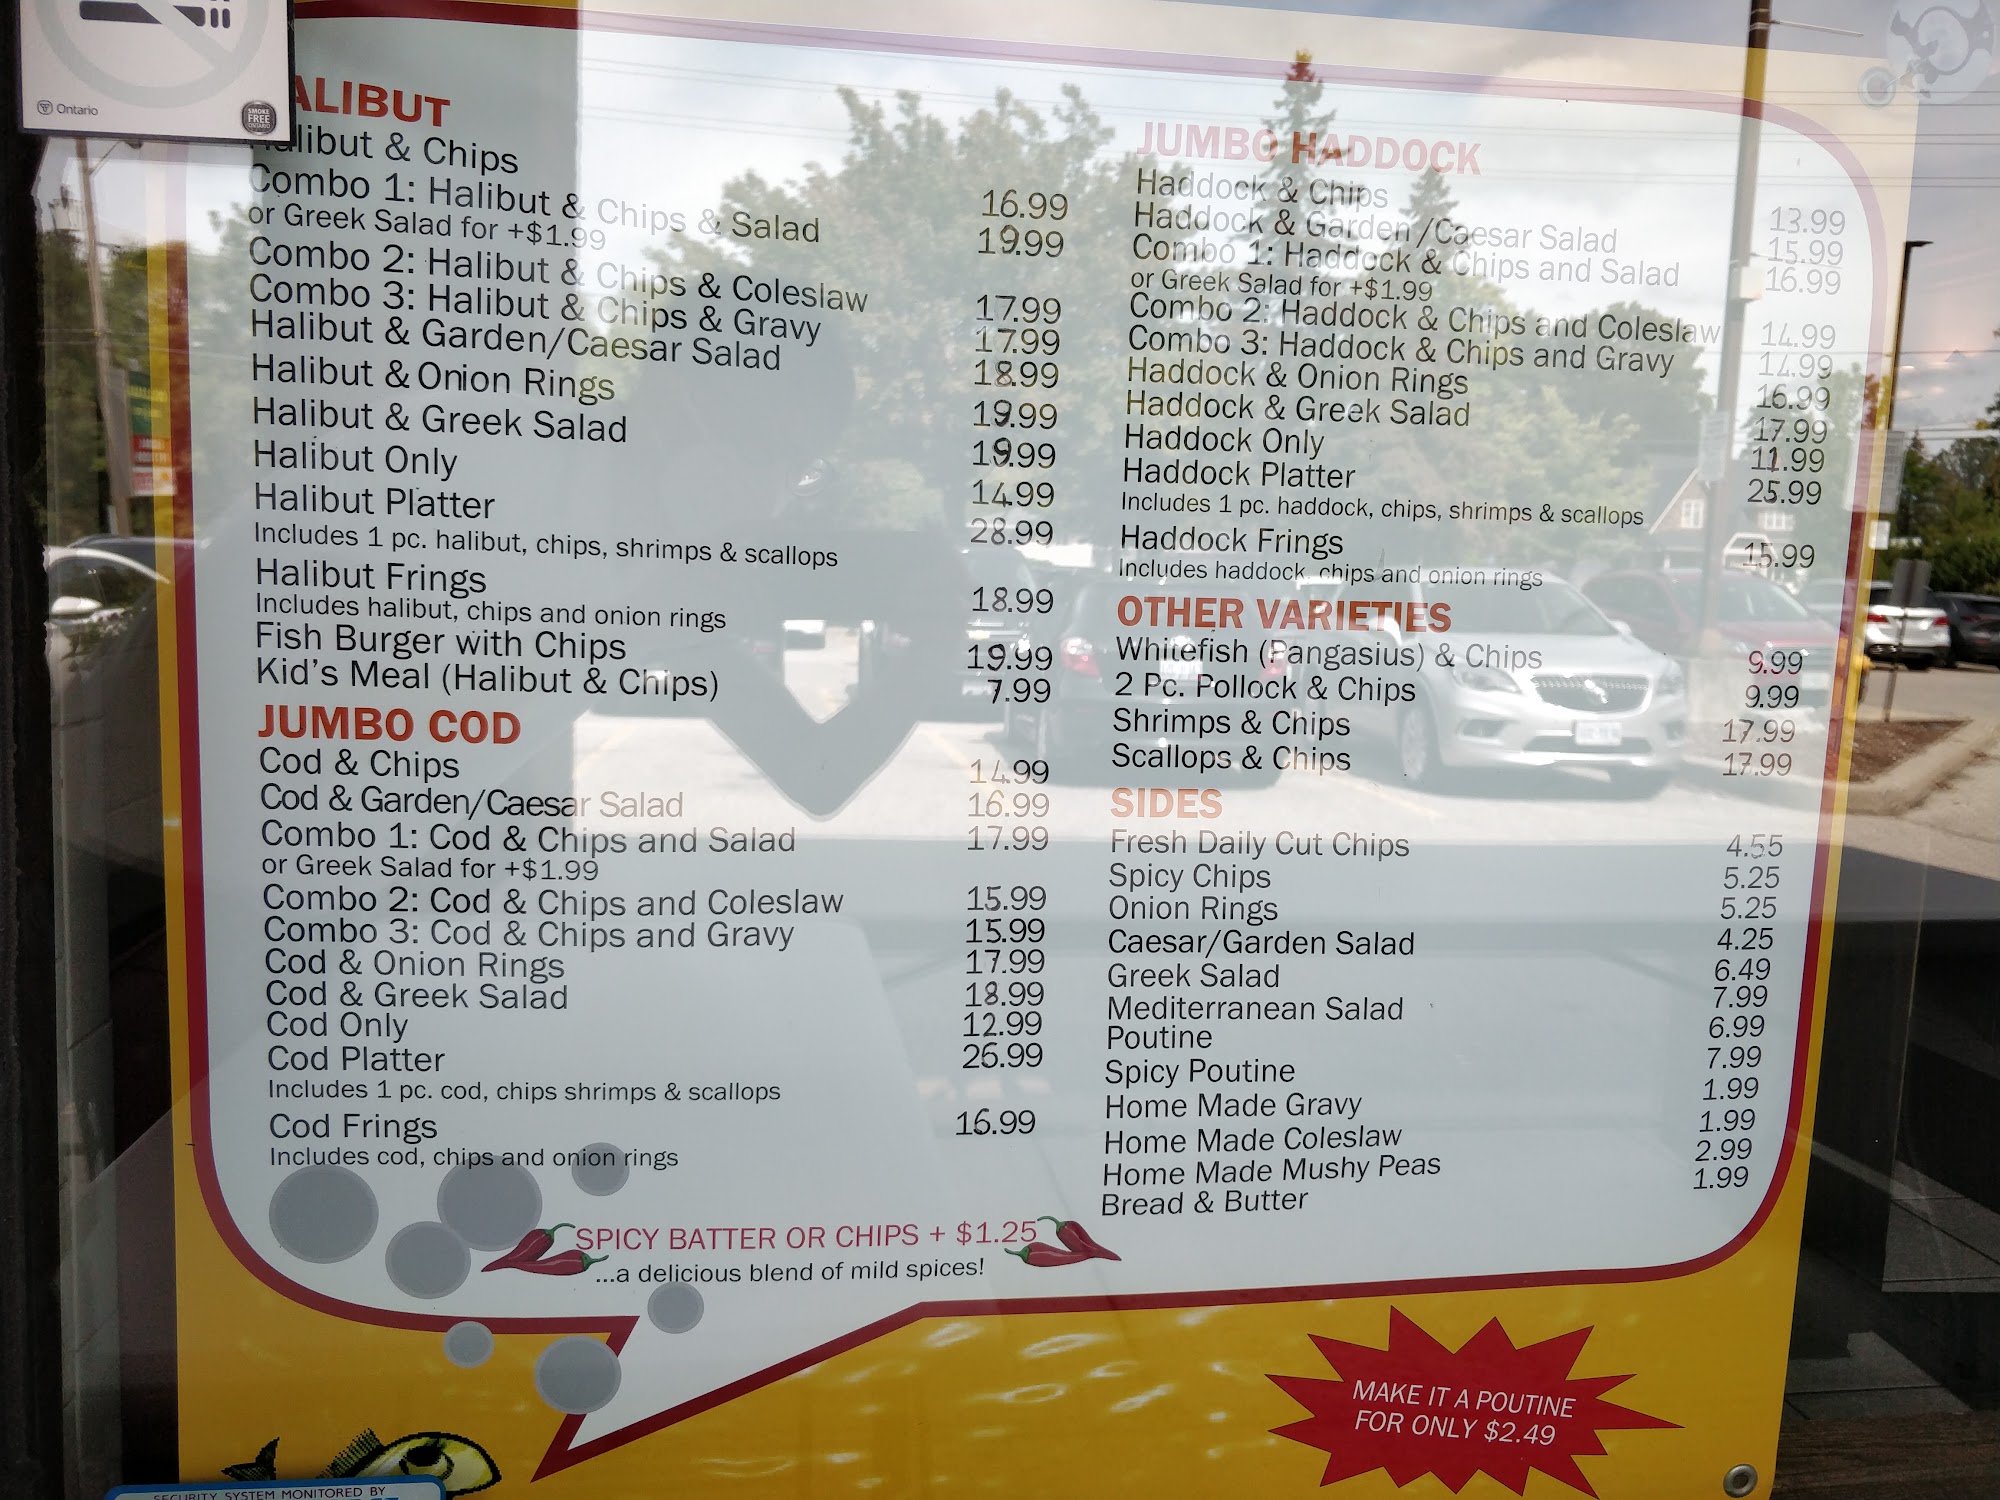 Ontario
SMOKE
FREE
ONTARIO
ALIBUT
alibut & Chips 16.99
Combo 1: Halibut & Chips & Salad 19.99
or Greek Salad for +$1.99
Combo 2: Halibut & Chips & Coleslaw 17.99
Combo 3: Halibut & Chips & Gravy 17.99
Halibut & Garden/Caesar Salad 18.99
Halibut & Onion Rings 19.99
Halibut & Greek Salad 19.99
Halibut Only 14.99
Halibut Platter 28.99
Includes 1 pc. halibut, chips, shrimps & scallops
Halibut Frings 18.99
Includes halibut, chips and onion rings
Fish Burger with Chips 19.99
Kid's Meal (Halibut & Chips) 7.99
JUMBO COD
Cod & Chips 14.99
Cod & Garden/Caesar Salad 16.99
Combo 1: Cod & Chips and Salad 17.99
or Greek Salad for +$1.99
Combo 2: Cod & Chips and Coleslaw 15.99
Combo 3: Cod & Chips and Gravy 15.99
Cod & Onion Rings 17.99
Cod & Greek Salad 18.99
Cod Only 12.99
Cod Platter 26.99
Includes 1 pc. cod, chips shrimps & scallops
Cod Frings 16.99
Includes cod, chips and onion rings
JUMBO HADDOCK
Haddock & Chips 13.99
Haddock & Garden /Caesar Salad 15.99
Combo 1: Haddock & Chips and Salad 16.99
or Greek Salad for +$1.99
Combo 2: Haddock & Chips and Coleslaw 14.99
Combo 3: Haddock & Chips and Gravy 14.99
Haddock & Onion Rings 16.99
Haddock & Greek Salad 17.99
Haddock Only 11.99
Haddock Platter 25.99
Includes 1 pc. haddock, chips, shrimps & scallops
Haddock Frings 15.99
Includes haddock, chips and onion rings
OTHER VARIETIES
Whitefish (Pangasius) & Chips 9.99
2 Pc. Pollock & Chips 9.99
Shrimps & Chips 17.99
Scallops & Chips 17.99
SIDES
Fresh Daily Cut Chips 4.55
Spicy Chips 5.25
Onion Rings 5.25
Caesar/Garden Salad 4.25
Greek Salad 6.49
Mediterranean Salad 7.99
Poutine 6.99
Spicy Poutine 7.99
Home Made Gravy 1.99
Home Made Coleslaw 1.99
Home Made Mushy Peas 2.99
Bread & Butter 1.99
SPICY BATTER OR CHIPS + $1.25
...a delicious blend of mild spices!
MAKE IT A POUTINE
FOR ONLY $2.49
SECURITY SYSTEM MONITORED BY